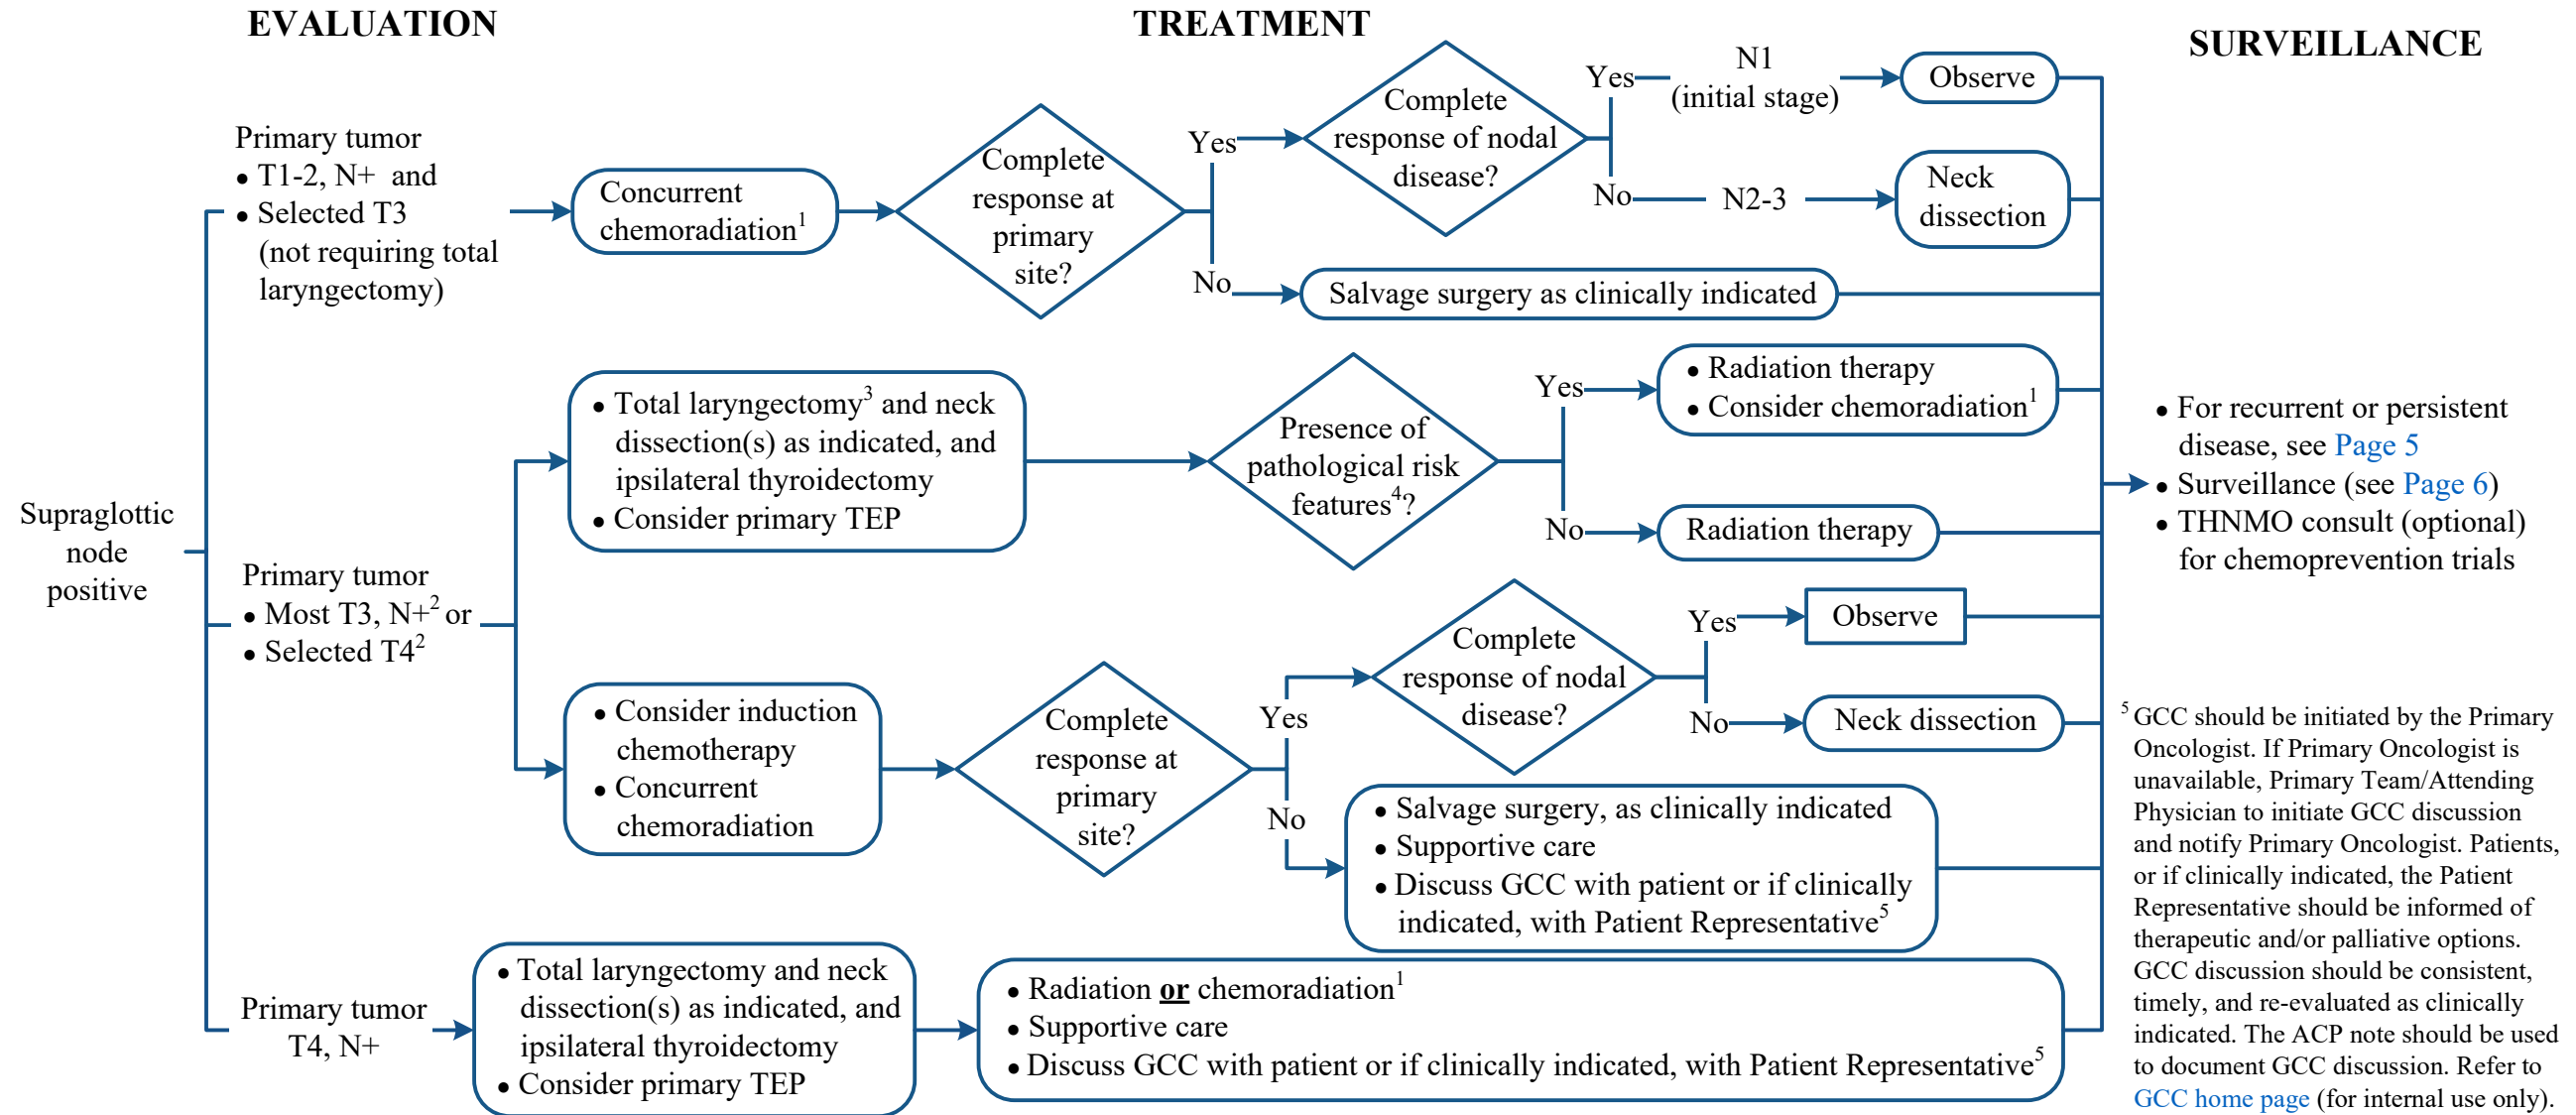 EVALUATION
TREATMENT
SURVEILLANCE
Supraglottic
node
positive
Primary tumor
• T1-2, N+ and
• Selected T3
(not requiring total
laryngectomy)
Concurrent
chemoradiation1
Complete
response at
primary
site?
Yes
No
Complete
response of nodal
disease?
Yes
N1
(initial stage)
Observe
No
N2-3
Neck
dissection
Salvage surgery as clinically indicated
Primary tumor
• Most T3, N+2 or
• Selected T42
• Total laryngectomy3 and neck
dissection(s) as indicated, and
ipsilateral thyroidectomy
• Consider primary TEP
Presence of
pathological risk
features4?
Yes
• Radiation therapy
• Consider chemoradiation1
No
Radiation therapy
• Consider induction
chemotherapy
• Concurrent
chemoradiation
Complete
response at
primary
site?
Yes
No
Complete
response of nodal
disease?
Yes
Observe
No
Neck dissection
• Salvage surgery, as clinically indicated
• Supportive care
• Discuss GCC with patient or if clinically
indicated, with Patient Representative5
Primary tumor
T4, N+
• Total laryngectomy and neck
dissection(s) as indicated, and
ipsilateral thyroidectomy
• Consider primary TEP
• Radiation or chemoradiation1
• Supportive care
• Discuss GCC with patient or if clinically indicated, with Patient Representative5
• For recurrent or persistent
disease, see Page 5
• Surveillance (see Page 6)
• THNMO consult (optional)
for chemoprevention trials
5 GCC should be initiated by the Primary
Oncologist. If Primary Oncologist is
unavailable, Primary Team/Attending
Physician to initiate GCC discussion
and notify Primary Oncologist. Patients,
or if clinically indicated, the Patient
Representative should be informed of
therapeutic and/or palliative options.
GCC discussion should be consistent,
timely, and re-evaluated as clinically
indicated. The ACP note should be used
to document GCC discussion. Refer to
GCC home page (for internal use only).